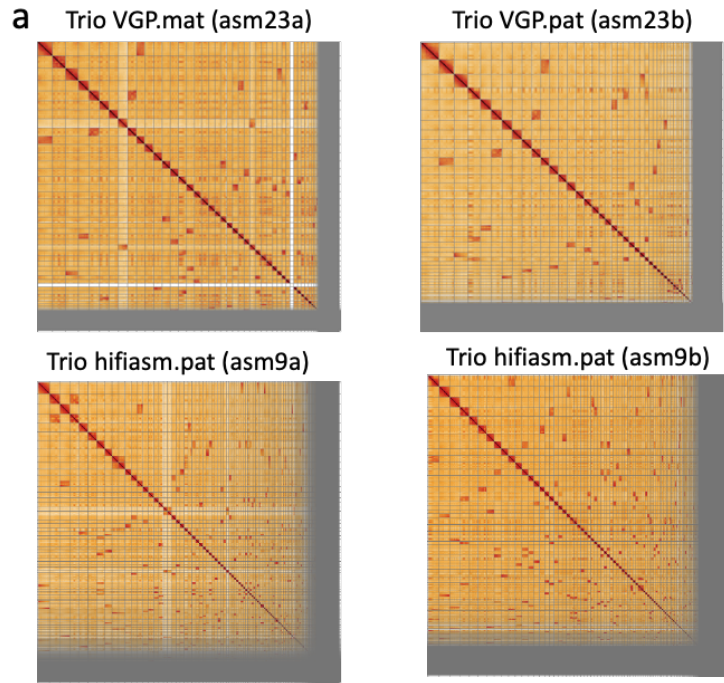 a
Trio VGP.mat (asm23a)
Trio VGP.pat (asm23b)
Trio hifiasm.pat (asm9a)
Trio hifiasm.pat (asm9b)